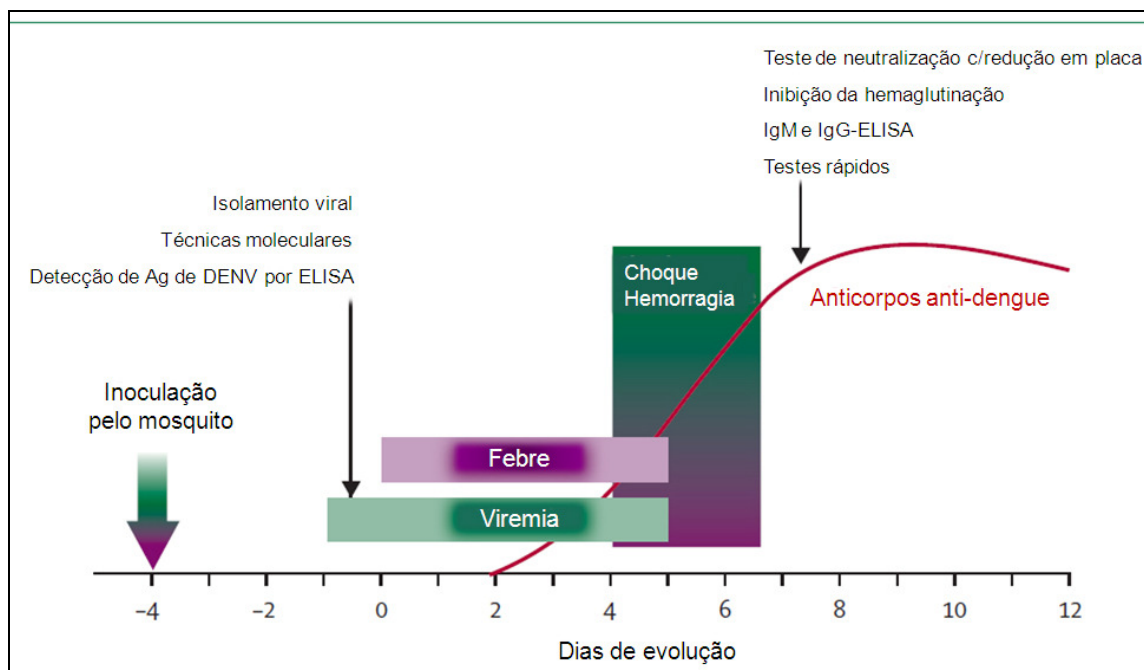 Teste de neutralização c/redução em placa
Inibição da hemaglutinação
IgM e IgG-ELISA
Testes rápidos
Isolamento viral
Técnicas moleculares
Detecção de Ag de DENV por ELISA
Choque
Hemorragia
Anticorpos anti-dengue
Inoculação
pelo mosquito
Febre
Viremia
−4 −2 0 2 4 6 8 10 12
Dias de evolução